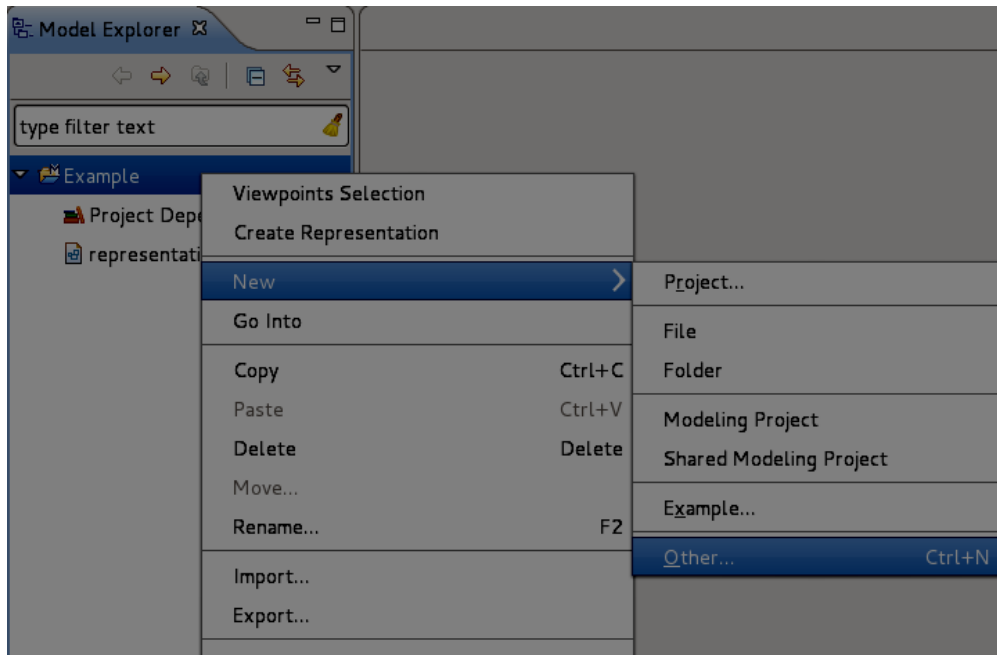 Model Explorer
type filter text
Example
Project Depe
representati
Viewpoints Selection
Create Representation
New
Go Into
Copy Ctrl+C
Paste Ctrl+V
Delete Delete
Move...
Rename... F2
Import...
Export...
Project...
File
Folder
Modeling Project
Shared Modeling Project
Example...
Other... Ctrl+N